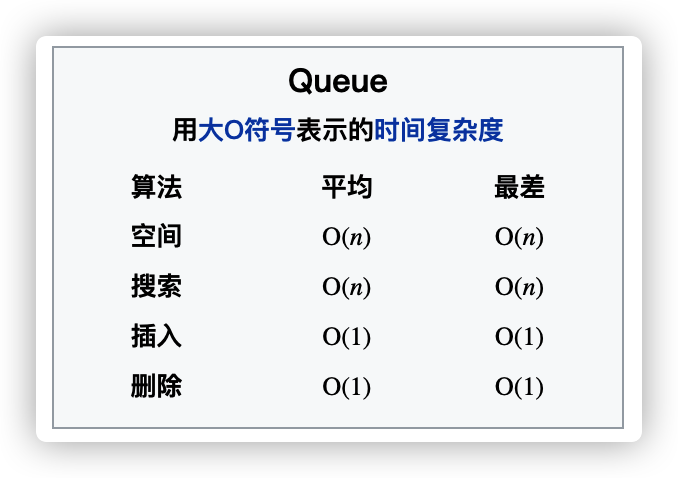 Queue
用大O符号表示的时间复杂度
算法 平均 最差
空间 O(n) O(n)
搜索 O(n) O(n)
插入 O(1) O(1)
删除 O(1) O(1)